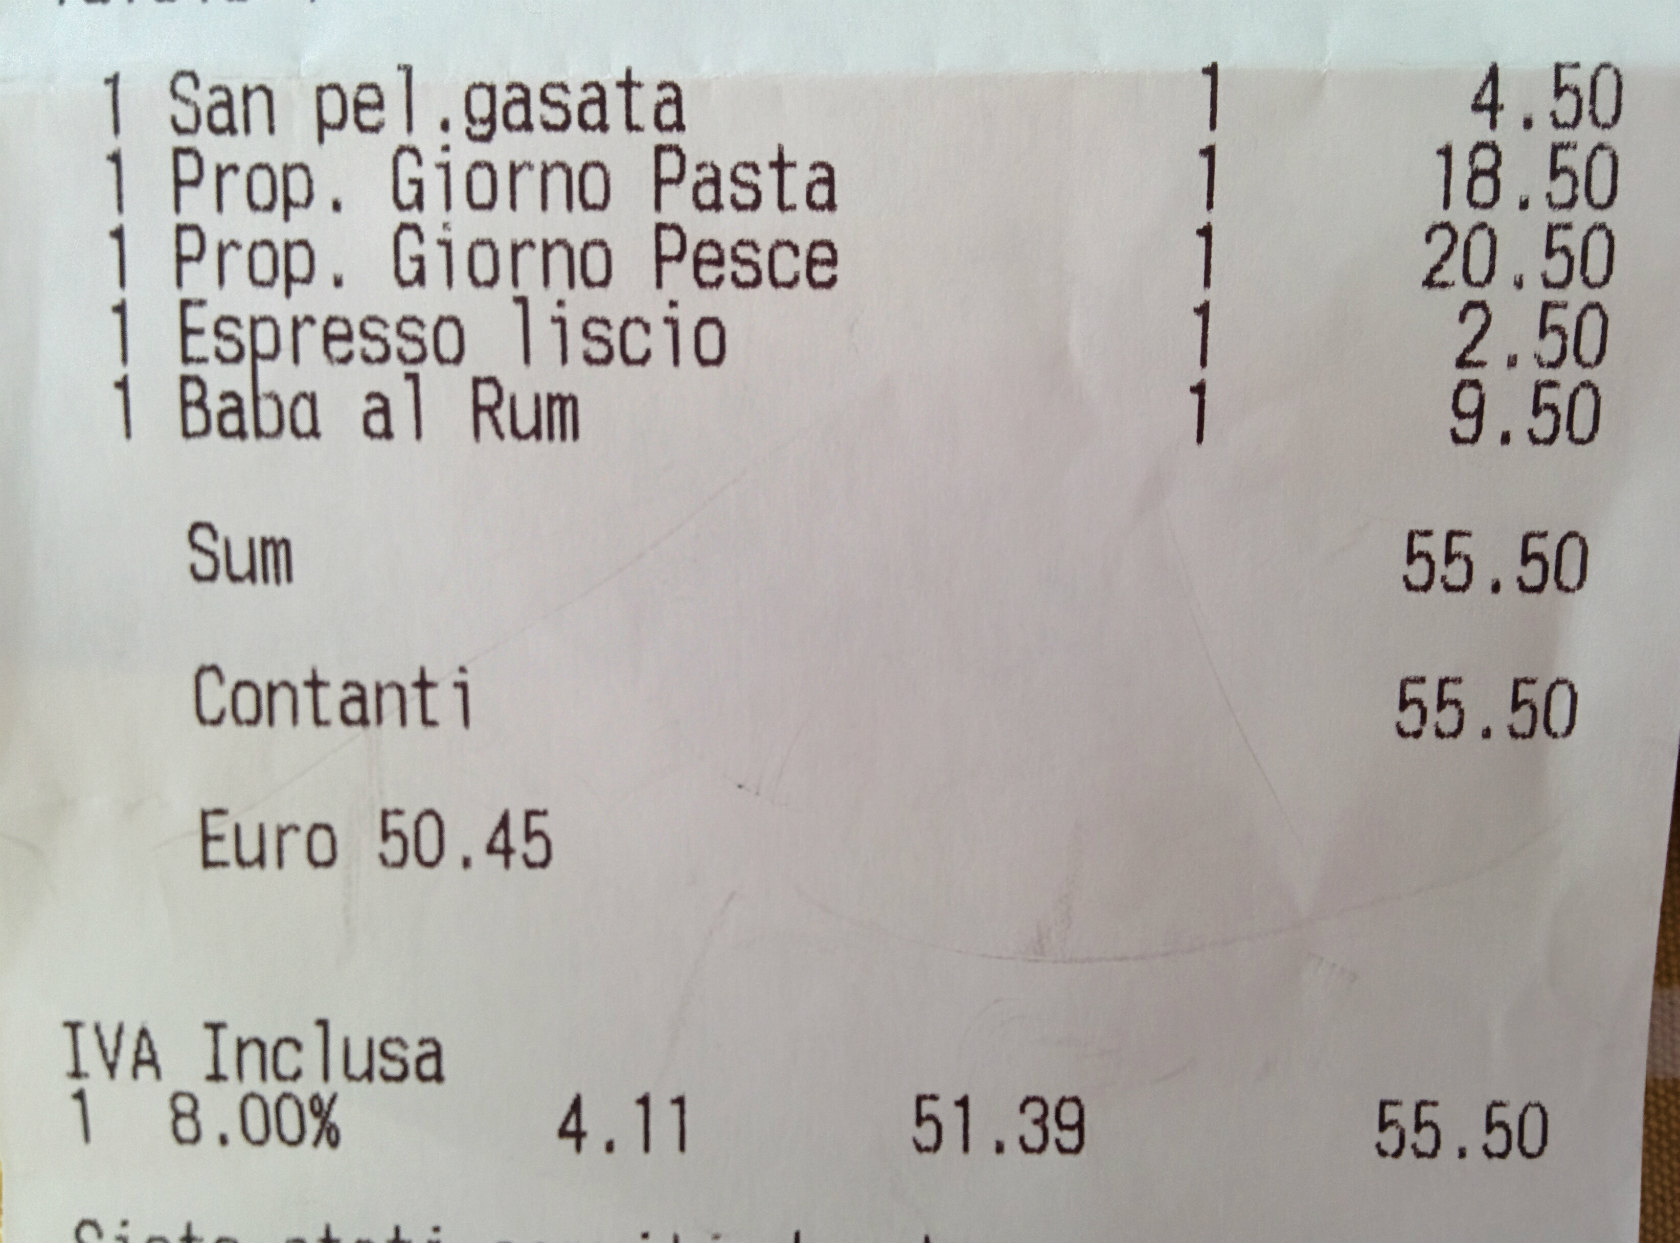 1 San pel.gasata 1 4.50
1 Prop. Giorno Pasta 1 18.50
1 Prop. Giorno Pesce 1 20.50
1 Espresso liscio 1 2.50
1 Baba al Rum 1 9.50
Sum 55.50
Contanti 55.50
Euro 50.45
IVA Inclusa
1 8.00% 4.11 51.39 55.50